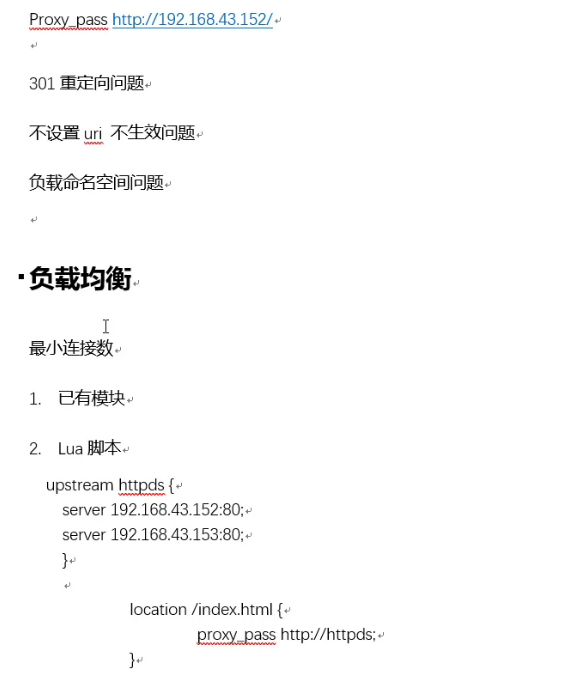 Proxy_pass http://192.168.43.152/
301 重定向问题
不设置 uri 不生效问题
负载命名空间问题
负载均衡
最小连接数
1. 已有模块
2. Lua 脚本
upstream httpds {
server 192.168.43.152:80;
server 192.168.43.153:80;
}
location /index.html {
proxy_pass http://httpds;
}